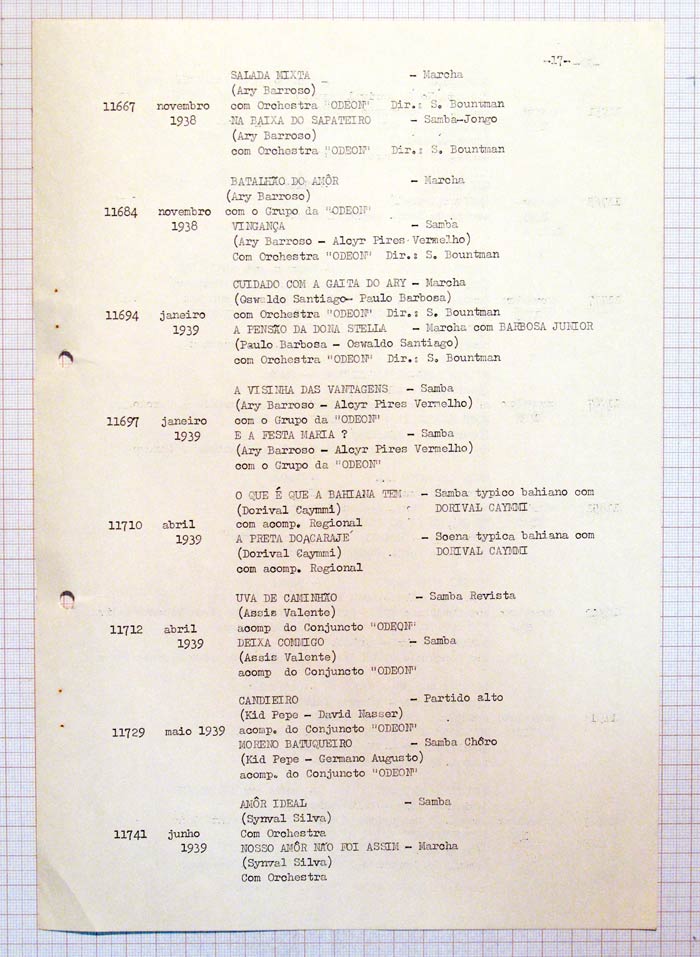 -17-
SALADA MIXTA - Marcha
(Ary Barroso)
11667 novembro com Orchestra "ODEON" Dir.: S. Bountman
1938 NA BAIXA DO SAPATEIRO - Samba-Jongo
(Ary Barroso)
com Orchestra "ODEON" Dir.: S. Bountman
BATALHÃO DO AMÔR - Marcha
(Ary Barroso)
11684 novembro com o Grupo da "ODEON"
1938 VINGANÇA - Samba
(Ary Barroso - Alcyr Pires Vermelho)
Com Orchestra "ODEON" Dir.: S. Bountman
CUIDADO COM A GAITA DO ARY - Marcha
(Oswaldo Santiago- Paulo Barbosa)
11694 janeiro com Orchestra "ODEON" Dir.: S. Bountman
1939 A PENSÃO DA DONA STELLA - Marcha com BARBOSA JUNIOR
(Paulo Barbosa - Oswaldo Santiago)
com Orchestra "ODEON" Dir.: S. Bountman
A VISINHA DAS VANTAGENS - Samba
(Ary Barroso - Alcyr Pires Vermelho)
11697 janeiro com o Grupo da "ODEON"
1939 E A FESTA MARIA ? - Samba
(Ary Barroso - Alcyr Pires Vermelho)
com o Grupo da "ODEON"
O QUE É QUE A BAHIANA TEM - Samba typico bahiano com
(Dorival Caymmi) DORIVAL CAYMMI
11710 abril com acomp. Regional
1939 A PRETA DO ACARAJÉ - Scena typica bahiana com
(Dorival Caymmi) DORIVAL CAYMMI
com acomp. Regional
UVA DE CAMINHÃO - Samba Revista
(Assis Valente)
11712 abril acomp do Conjuncto "ODEON"
1939 DEIXA COMMIGO - Samba
(Assis Valente)
acomp do Conjuncto "ODEON"
CANDIEIRO - Partido alto
(Kid Pepe - David Nasser)
11729 maio 1939 acomp. do Conjuncto "ODEON"
MORENO BATUQUEIRO - Samba Chôro
(Kid Pepe - Germano Augusto)
acomp. do Conjuncto "ODEON"
AMÔR IDEAL - Samba
(Synval Silva)
11741 junho Com Orchestra
1939 NOSSO AMÔR NÃO FOI ASSIM - Marcha
(Synval Silva)
Com Orchestra